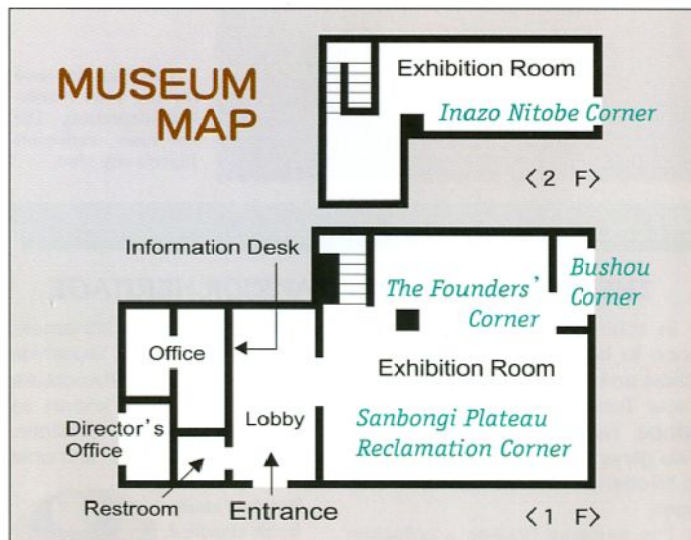 MUSEUM
MAP
Exhibition Room
Inazo Nitobe Corner
〈2 F〉
Information Desk
Bushou
Corner
The Founders'
Corner
Office
Exhibition Room
Director's
Office
Lobby
Sanbongi Plateau
Reclamation Corner
Restroom
Entrance
〈1 F〉